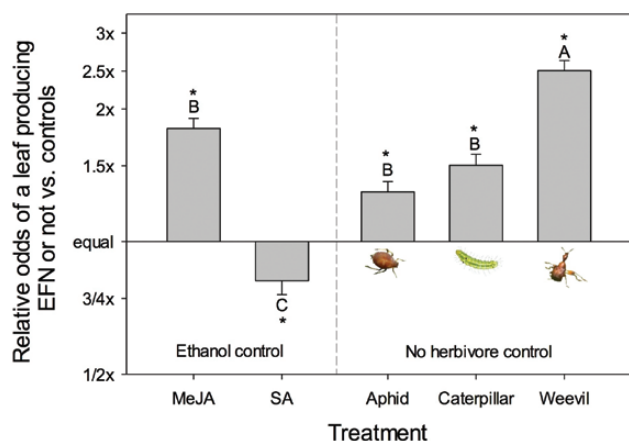 Relative odds of a leaf producing
EFN or not vs. controls
3x
2.5x
2x
1.5x
equal
3/4x
1/2x
*
B
C
*
*
B
*
B
*
A
Ethanol control
No herbivore control
MeJA SA Aphid Caterpillar Weevil
Treatment